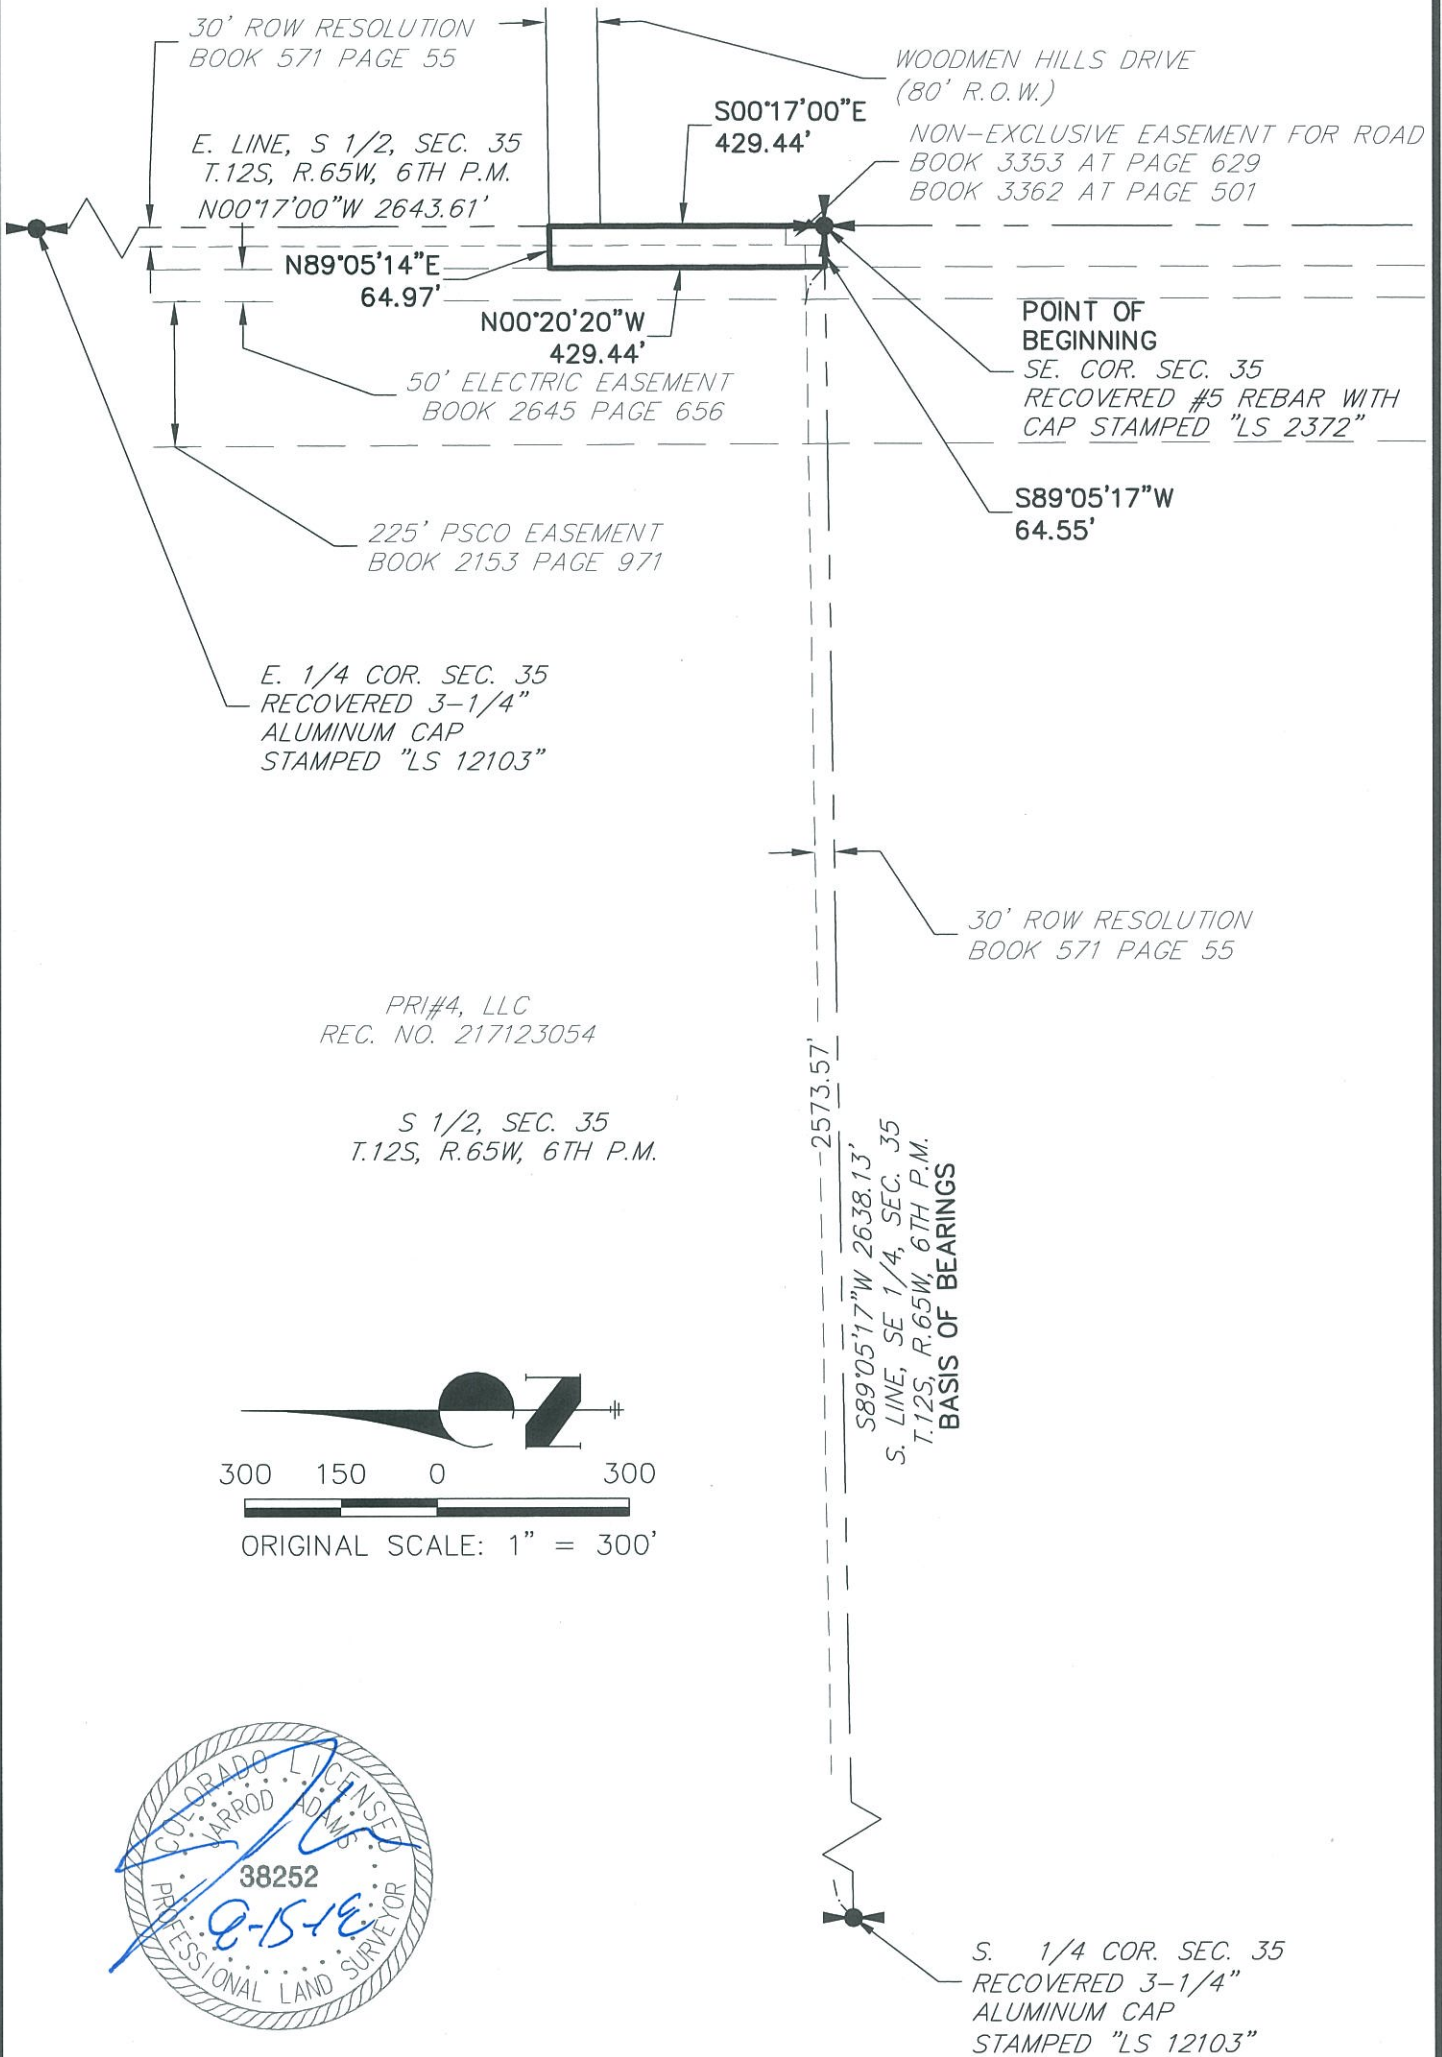 30' ROW RESOLUTION
BOOK 571 PAGE 55
WOODMEN HILLS DRIVE
(80' R.O.W.)
S00°17'00"E
429.44'
NON-EXCLUSIVE EASEMENT FOR ROAD
BOOK 3353 AT PAGE 629
BOOK 3362 AT PAGE 501
E. LINE, S 1/2, SEC. 35
T.12S, R.65W, 6TH P.M.
N00°17'00"W 2643.61'
N89°05'14"E
64.97'
N00°20'20"W
429.44'
POINT OF
BEGINNING
SE. COR. SEC. 35
RECOVERED #5 REBAR WITH
CAP STAMPED "LS 2372"
50' ELECTRIC EASEMENT
BOOK 2645 PAGE 656
S89°05'17"W
64.55'
225' PSCO EASEMENT
BOOK 2153 PAGE 971
E. 1/4 COR. SEC. 35
RECOVERED 3-1/4"
ALUMINUM CAP
STAMPED "LS 12103"
30' ROW RESOLUTION
BOOK 571 PAGE 55
PRI#4, LLC
REC. NO. 217123054
S 1/2, SEC. 35
T.12S, R.65W, 6TH P.M.
2573.57'
S89°05'17"W 2638.13'
S. LINE, SE 1/4, SEC. 35
T.12S, R.65W, 6TH P.M.
BASIS OF BEARINGS
N
300 150 0 300
ORIGINAL SCALE: 1" = 300'
COLORADO LICENSED
JARROD ADAMS
38252
PROFESSIONAL LAND SURVEYOR
S. 1/4 COR. SEC. 35
RECOVERED 3-1/4"
ALUMINUM CAP
STAMPED "LS 12103"